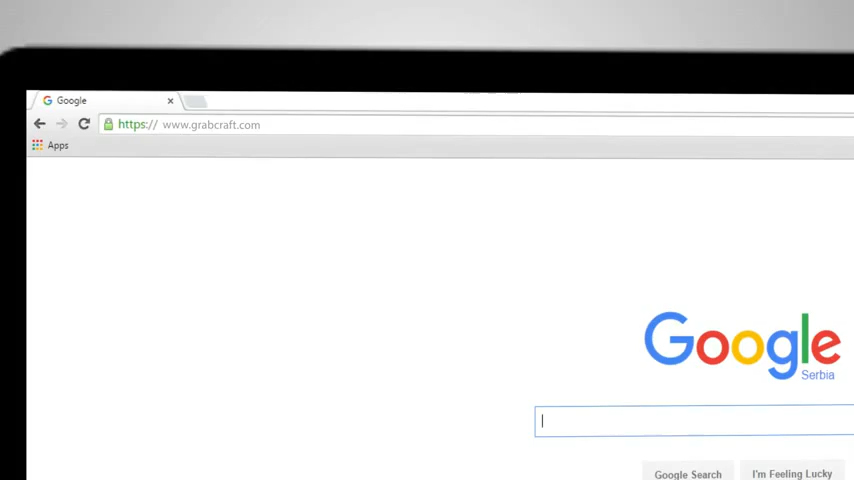 Google
https:// www.grabcraft.com
Apps
Google
Serbia
Google Search
I'm Feeling Lucky